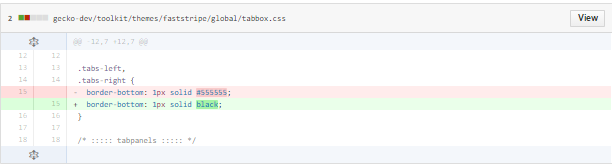 2 gecko-dev/toolkit/themes/faststripe/global/tabbox.css View
@@ -12,7 +12,7 @@
12 12
13 13 .tabs-left,
14 14 .tabs-right {
15 - border-bottom: 1px solid #555555;
15 + border-bottom: 1px solid black;
16 16 }
17 17
18 18 /* ::::: tabpanels ::::: */